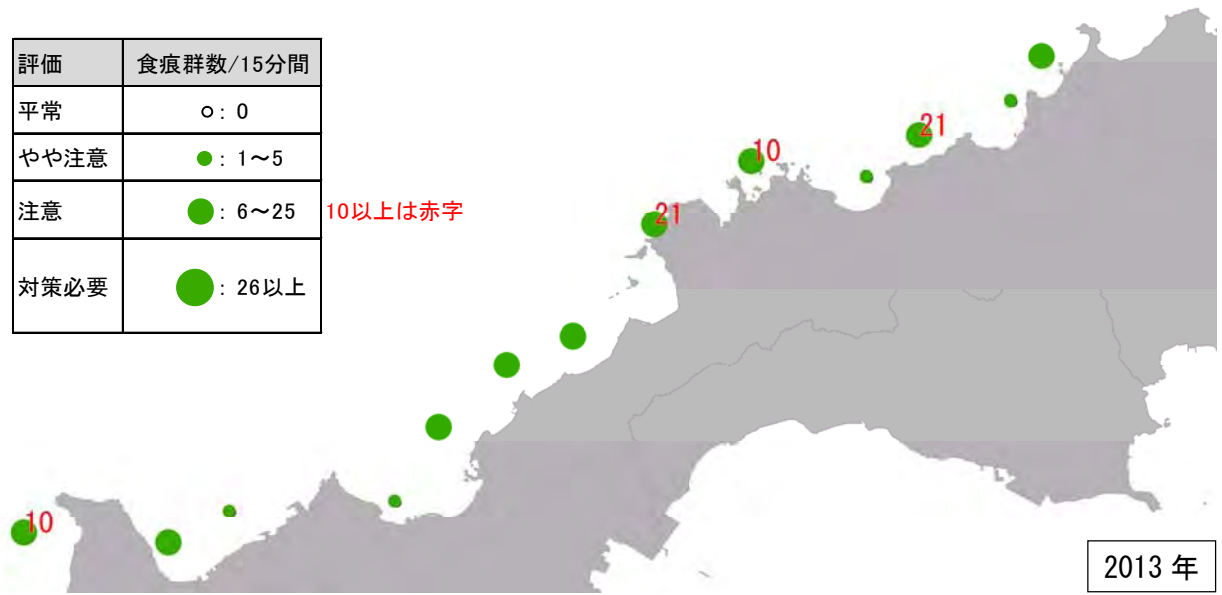 評価 食痕群数/15分間
平常 ○: 0
やや注意 ●: 1～5
注意 ●: 6～25 10以上は赤字
対策必要 ●: 26以上
21
10
21
10
2013 年